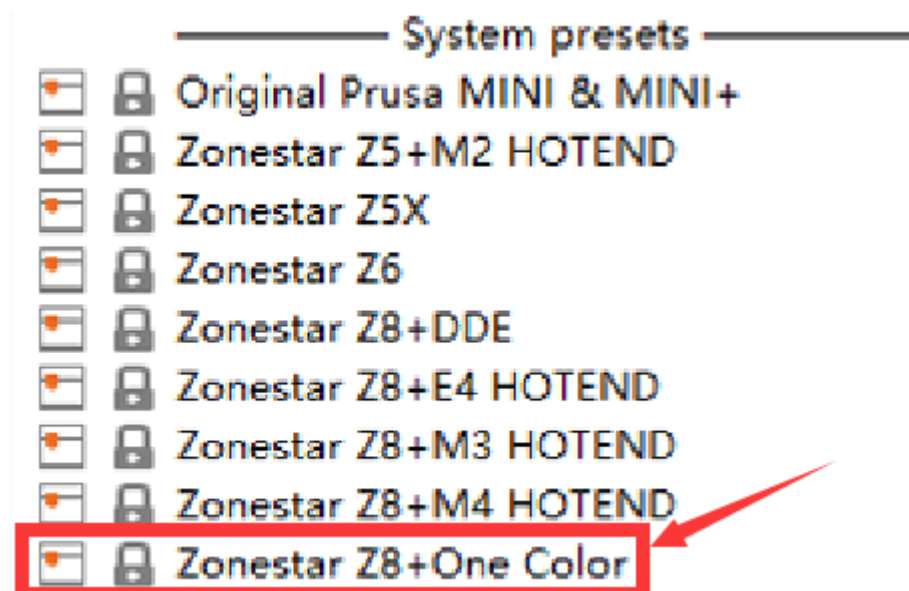 System presets
Original Prusa MINI & MINI+
Zonestar Z5+M2 HOTEND
Zonestar Z5X
Zonestar Z6
Zonestar Z8+DDE
Zonestar Z8+E4 HOTEND
Zonestar Z8+M3 HOTEND
Zonestar Z8+M4 HOTEND
Zonestar Z8+One Color